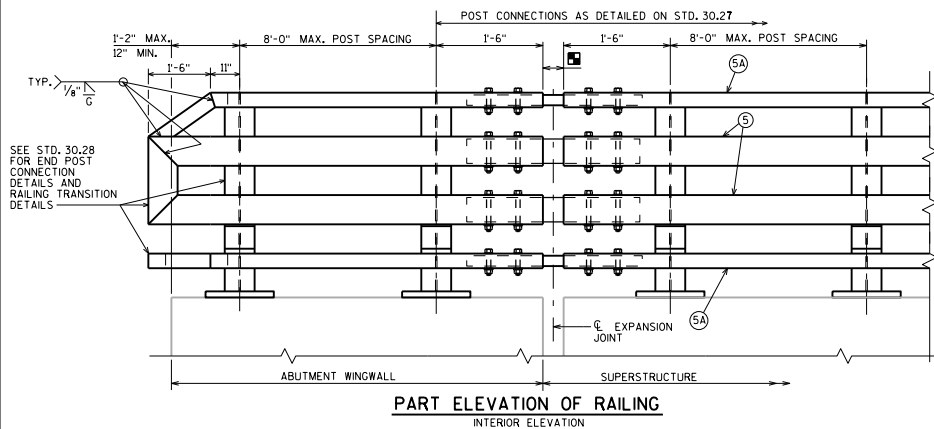 POST CONNECTIONS AS DETAILED ON STD. 30.27
1'-2" MAX.
12" MIN.
8'-0" MAX. POST SPACING
1'-6"
1'-6"
8'-0" MAX. POST SPACING
1'-6"
11"
TYP.
1/8"
1
G
5A
5
SEE STD. 30.28
FOR END POST
CONNECTION
DETAILS AND
RAILING TRANSITION
DETAILS
5A
℄ EXPANSION
JOINT
ABUTMENT WINGWALL
SUPERSTRUCTURE
PART ELEVATION OF RAILING
INTERIOR ELEVATION